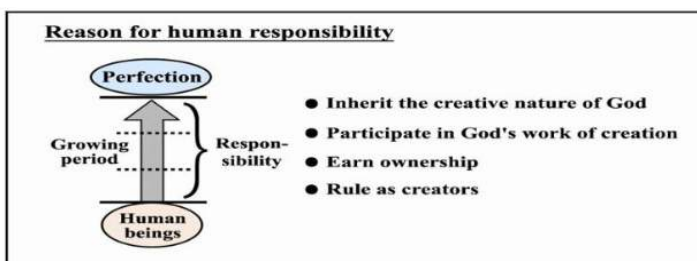 Reason for human responsibility
Perfection
Growing
period
Respon-
sibility
Human
beings
● Inherit the creative nature of God
● Participate in God's work of creation
● Earn ownership
● Rule as creators